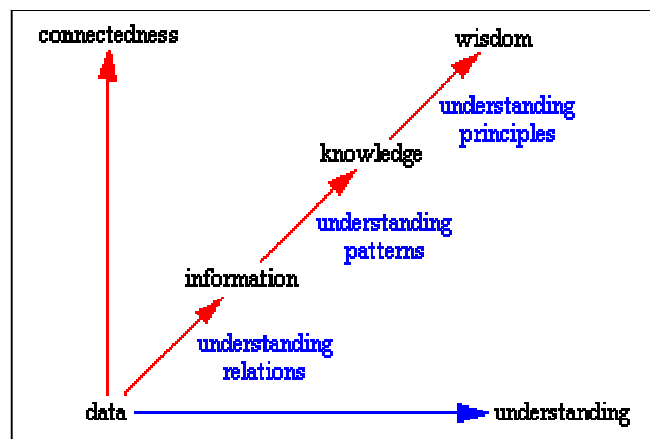 connectedness
wisdom
understanding
principles
knowledge
understanding
patterns
information
understanding
relations
data
understanding